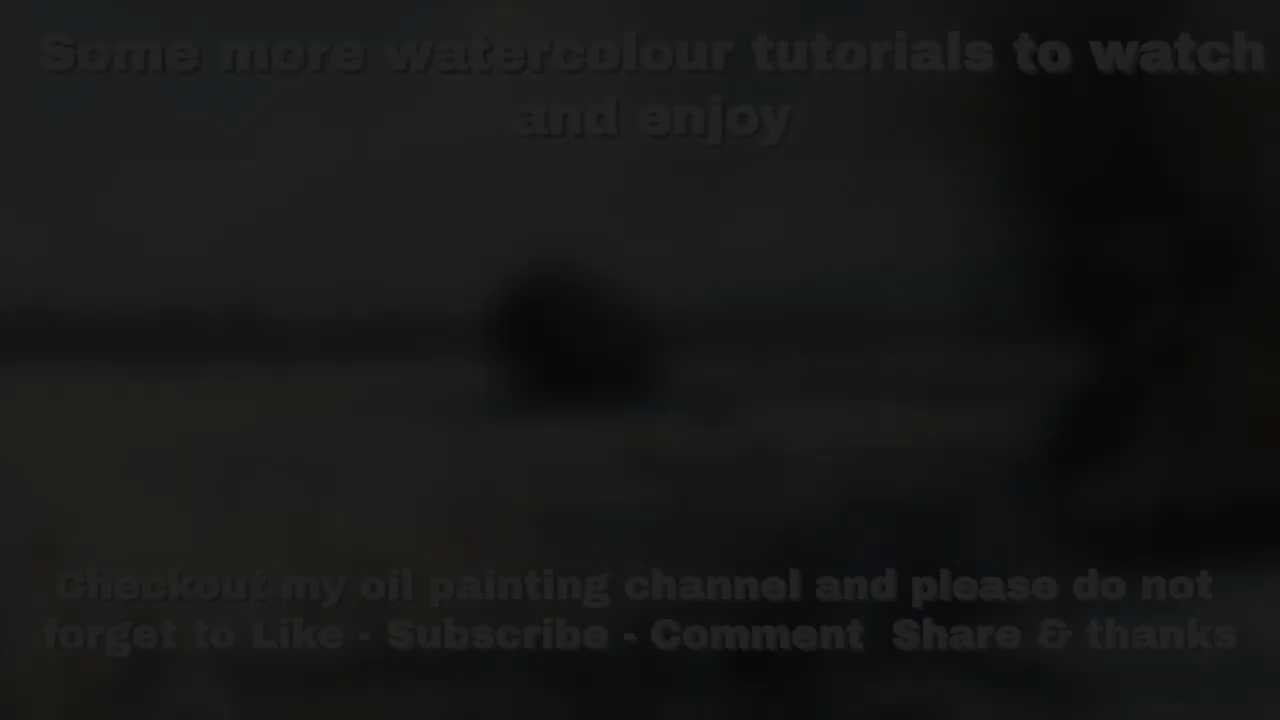 Some more watercolour tutorials to watch
and enjoy
Checkout my oil painting channel and please do not
forget to Like - Subscribe - Comment Share & thanks